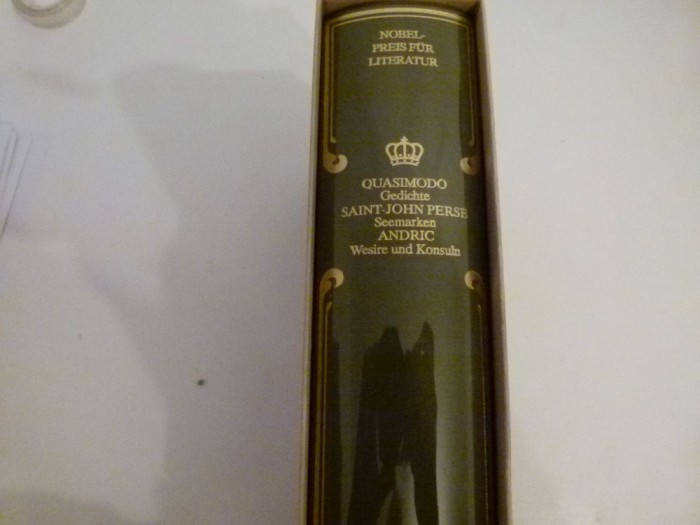 NOBEL-
PREIS FÜR
LITERATUR
QUASIMODO
Gedichte
SAINT-JOHN PERSE
Seemarken
ANDRIC
Wesire und Konsuln